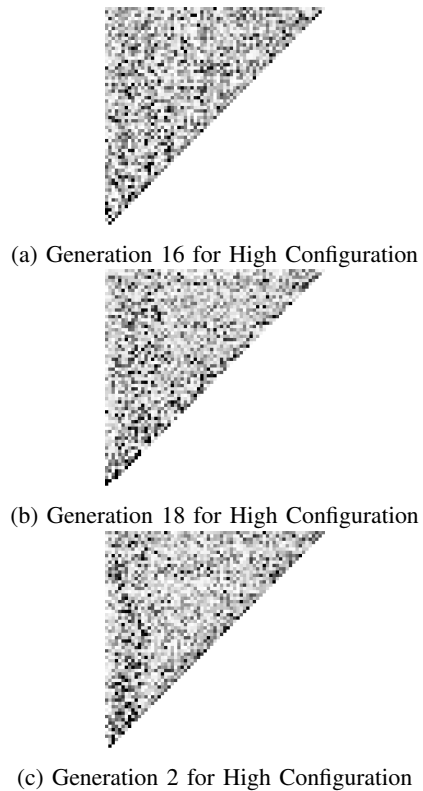 (a) Generation 16 for High Configuration
(b) Generation 18 for High Configuration
(c) Generation 2 for High Configuration